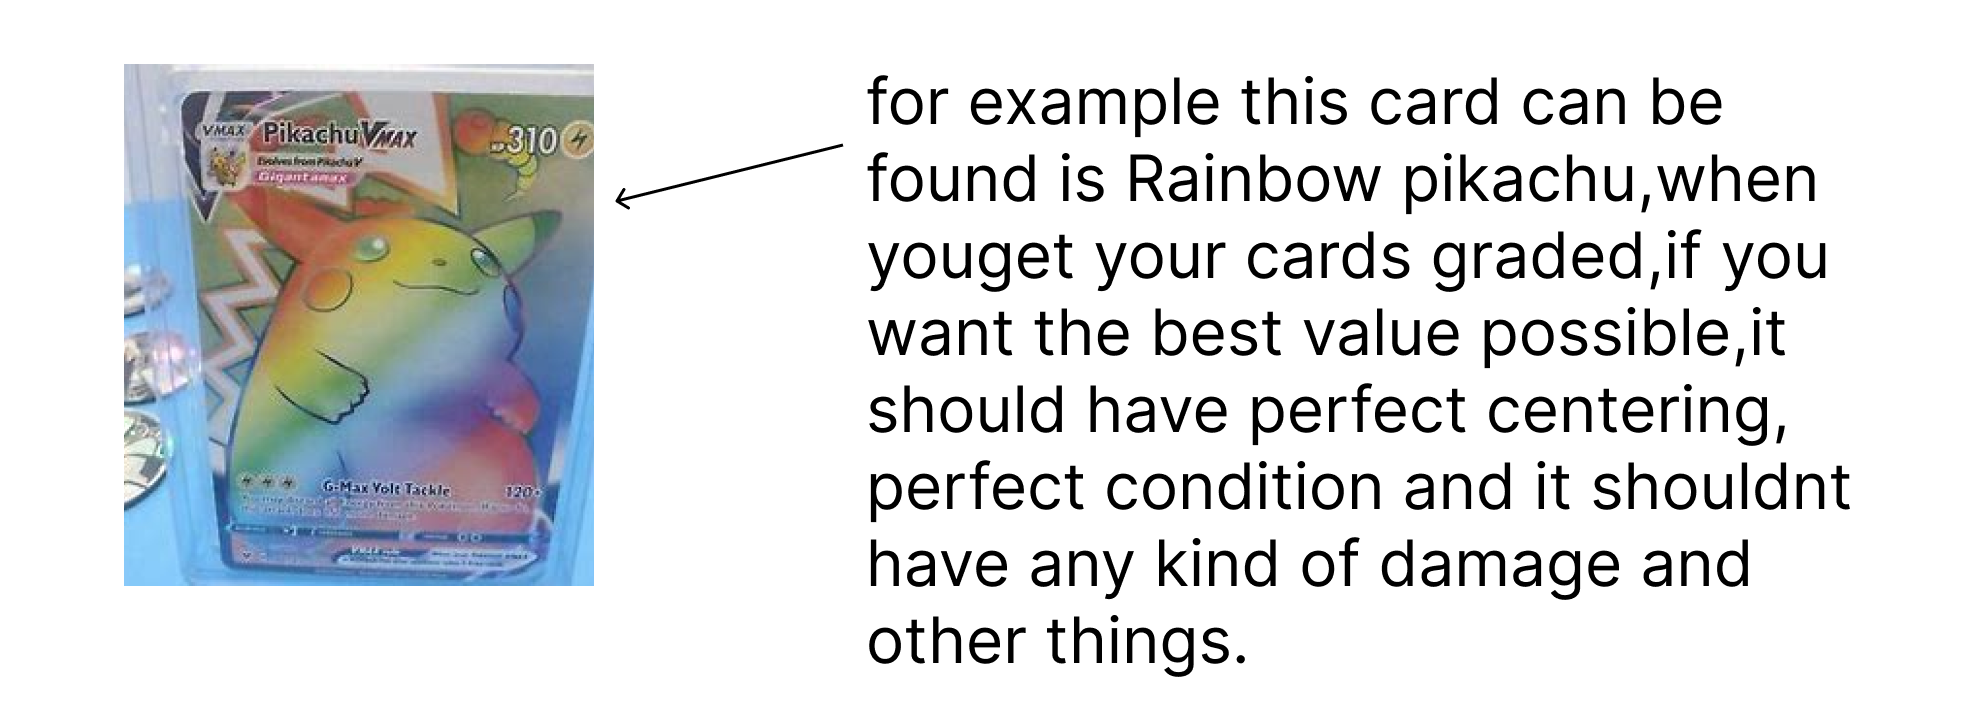 VMAX PikachuVMAX 310
Evolves from Pikachu V
Gigantamax
G-Max Volt Tackle 120+
for example this card can be
found is Rainbow pikachu,when
youget your cards graded,if you
want the best value possible,it
should have perfect centering,
perfect condition and it shouldnt
have any kind of damage and
other things.